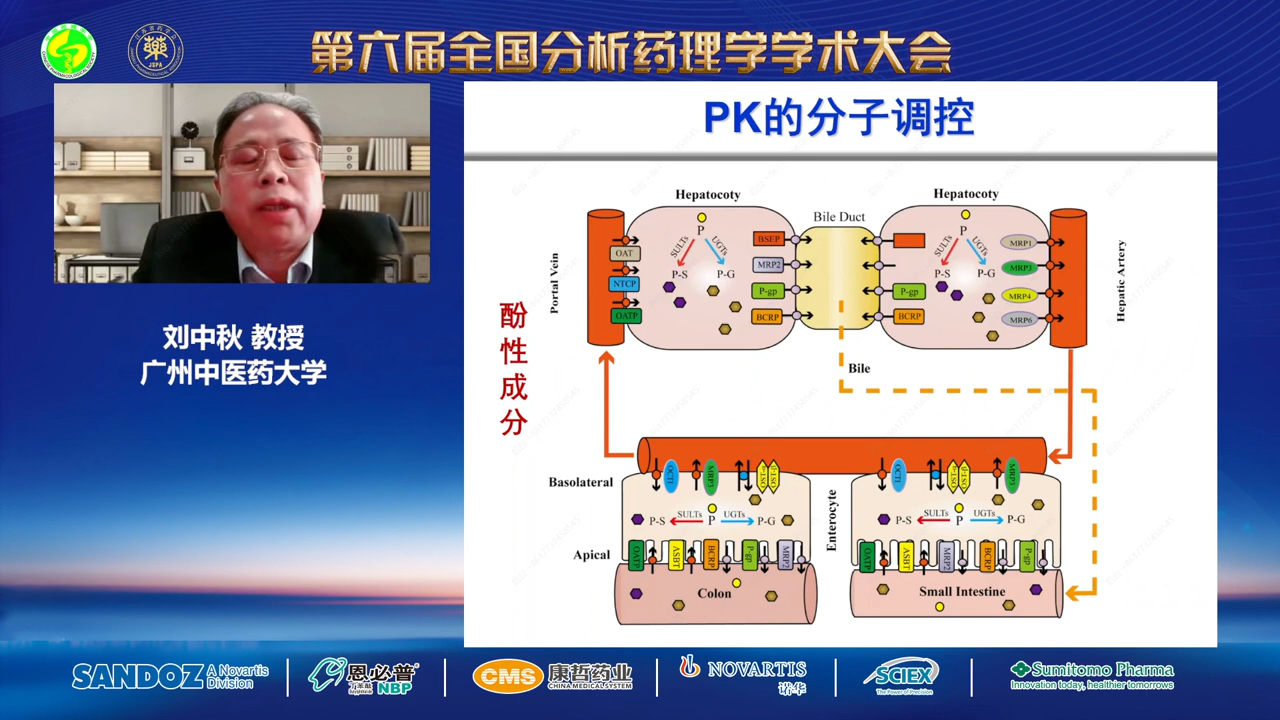 第六届全国分析药理学学术大会
JSPA
刘中秋 教授
广州中医药大学
PK的分子调控
酚性成分
Hepatocoty
Bile Duct
Hepatocoty
Portal Vein
OAT
NTCP
OATP
P
SULTs
UGTs
P-S
P-G
BSEP
MRP2
P-gp
BCRP
P-gp
BCRP
P
SULTs
UGTs
P-S
P-G
MRP1
MRP3
MRP4
MRP6
Hepatic Artery
Bile
Basolateral
OCT1
MRP3
OCT1
MRP3
P-S
SULTs
P
UGTs
P-G
Enterocyte
P-S
SULTs
P
UGTs
P-G
Apical
OATP
ASBT
BCRP
P-gp
MRP2
OATP
ASBT
MRP2
BCRP
P-gp
Colon
Small Intestine
SANDOZ A Novartis Division
恩必普 NBP
CMS 康哲药业
CHINA MEDICAL SYSTEM
NOVARTIS
诺华
SCIEX
The Power of Precision
Sumitomo Pharma
Innovation today, healthier tomorrows